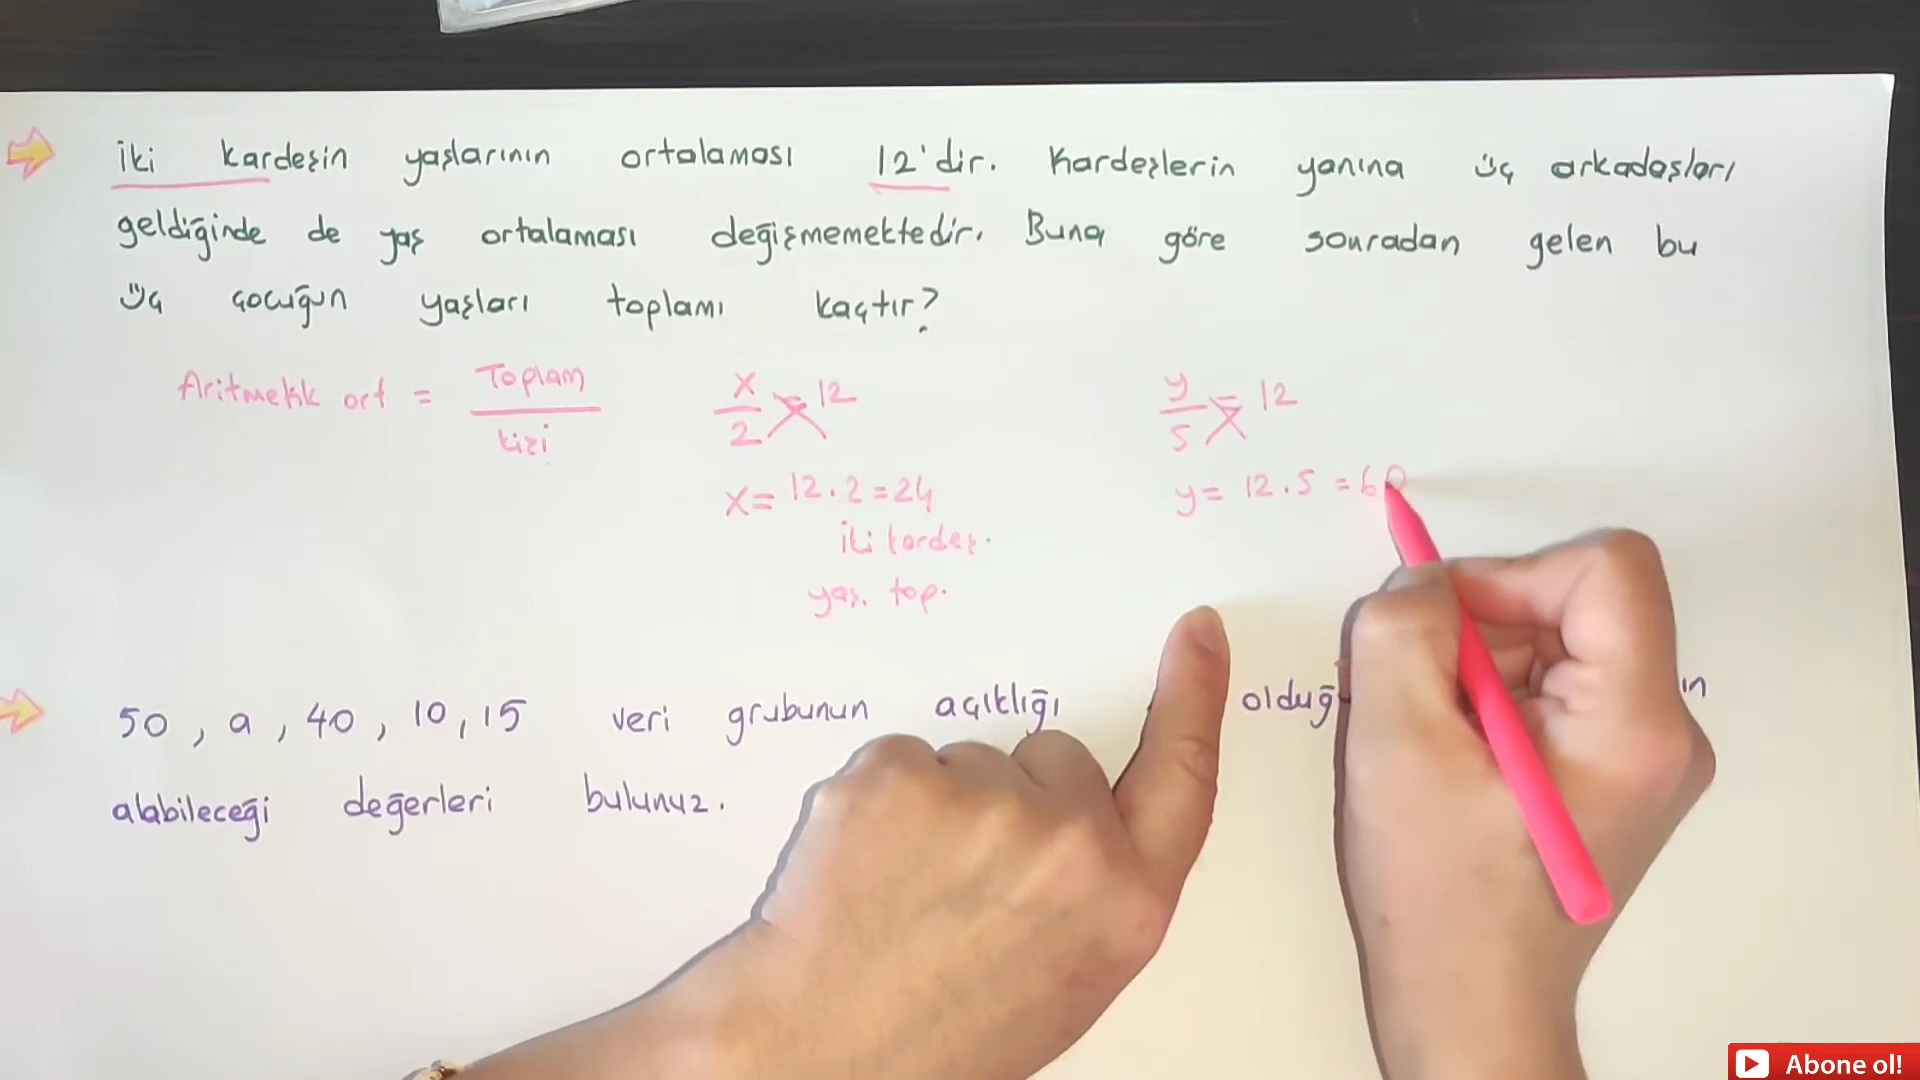 iki kardeşin yaşlarının ortalaması 12'dir. Kardeşlerin yanına üç arkadaşları
geldiğinde de yaş ortalaması değişmemektedir. Buna göre sonradan gelen bu
üç çocuğun yaşları toplamı kaçtır?
Aritmetik ort = Toplam / kişi
x/2 = 12
x = 12.2=24
iki kardeş.
yaş. top.
y/5 = 12
y = 12.5 = 60
50, a, 40, 10, 15 veri grubunun açıklığı
alabileceği değerleri bulunuz.
Abone ol!